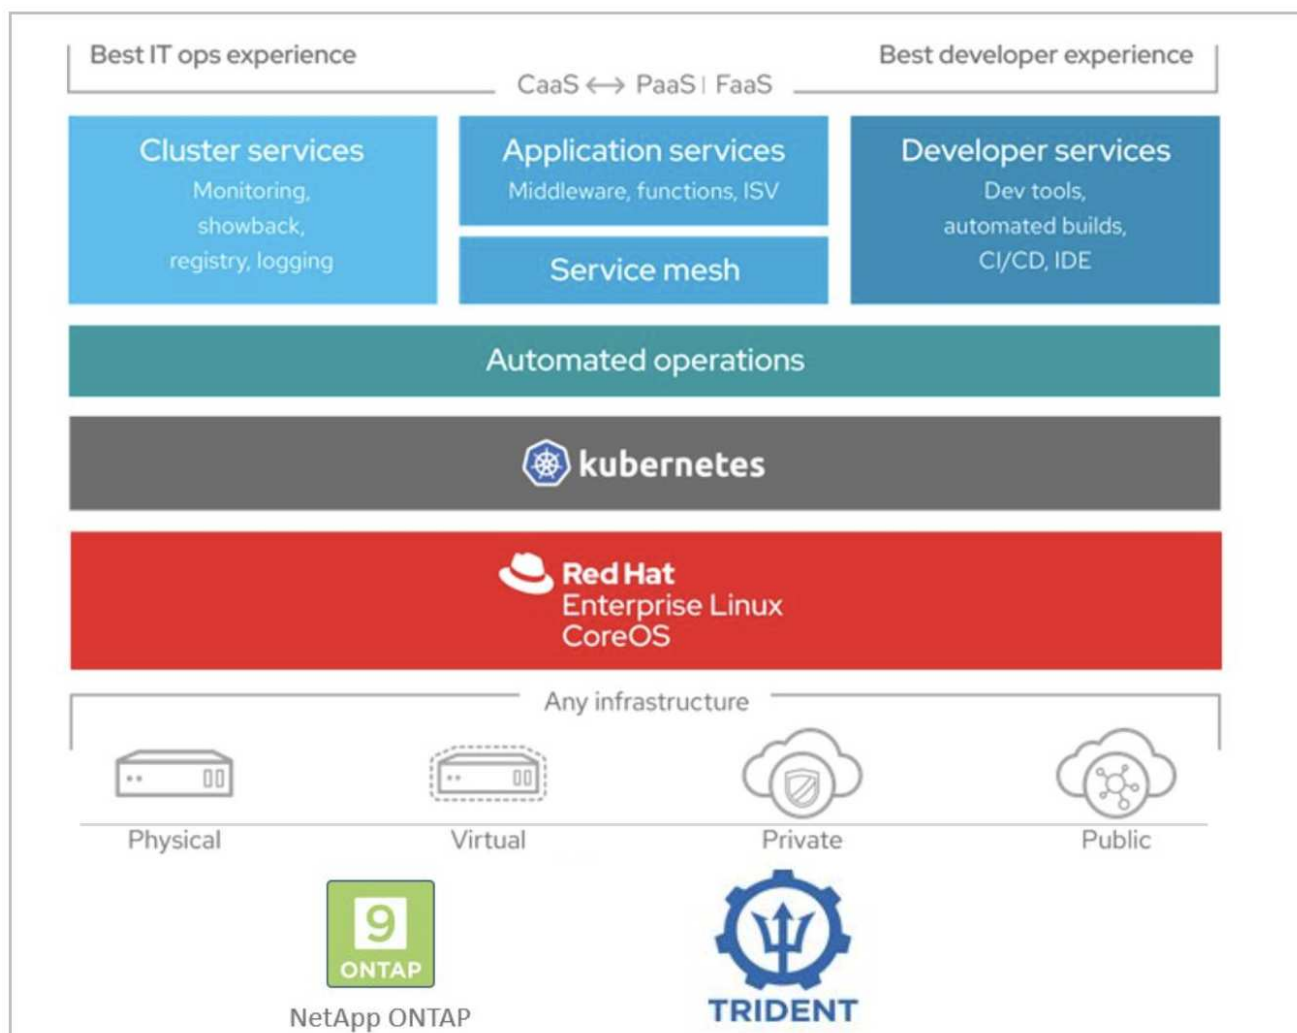 Best IT ops experience
Best developer experience
CaaS ↔ PaaS | FaaS
Cluster services
Monitoring,
showback,
registry, logging
Application services
Middleware, functions, ISV
Service mesh
Developer services
Dev tools,
automated builds,
CI/CD, IDE
Automated operations
kubernetes
Red Hat
Enterprise Linux
CoreOS
Any infrastructure
Physical
Virtual
Private
Public
9
ONTAP
NetApp ONTAP
TRIDENT